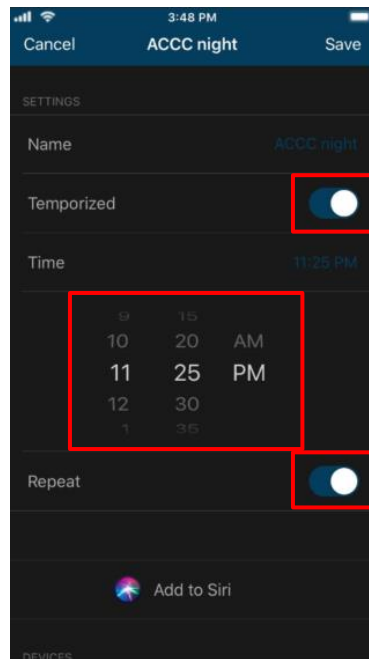 3:48 PM
Cancel ACCC night Save
SETTINGS
Name ACCC night
Temporized
Time 11:25 PM
9 15
10 20 AM
11 25 PM
12 30
1 35
Repeat
Add to Siri
DEVICES